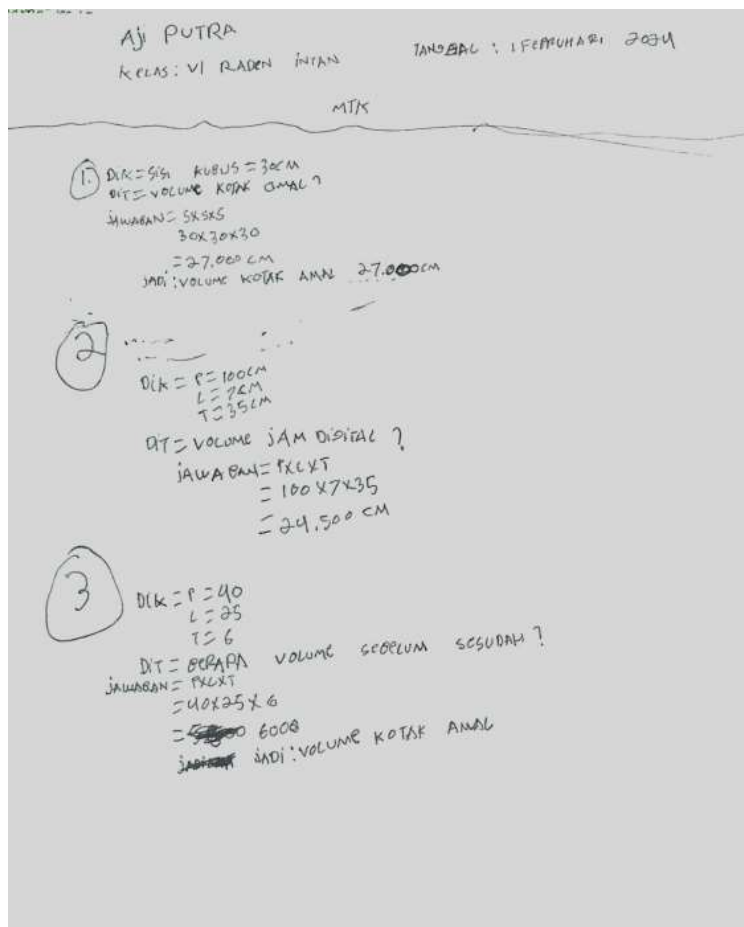 Aji PUTRA
KELAS: VI RADEN INTAN
TANGGAL : 1 FEBRUHARI 2024
MTK
1. DIK = SISI KUBUS = 30CM
DIT = VOLUME KOTAK AMAL ?
JAWABAN = SXSXS
30X30X30
= 27.000 CM
JADI : VOLUME KOTAK AMAL 27.000CM
2
DIK = P = 100CM
L = 7CM
T = 35CM
DIT = VOLUME JAM DIGITAL ?
JAWABAN = PXLXT
= 100 X7X35
= 24.500 CM
3 DIK = P = 40
L = 25
T = 6
DIT = BERAPA VOLUME SEBELUM SESUDAH ?
JAWABAN = PXLXT
= 40X25X6
= 6000
JADI : VOLUME KOTAK AMAL